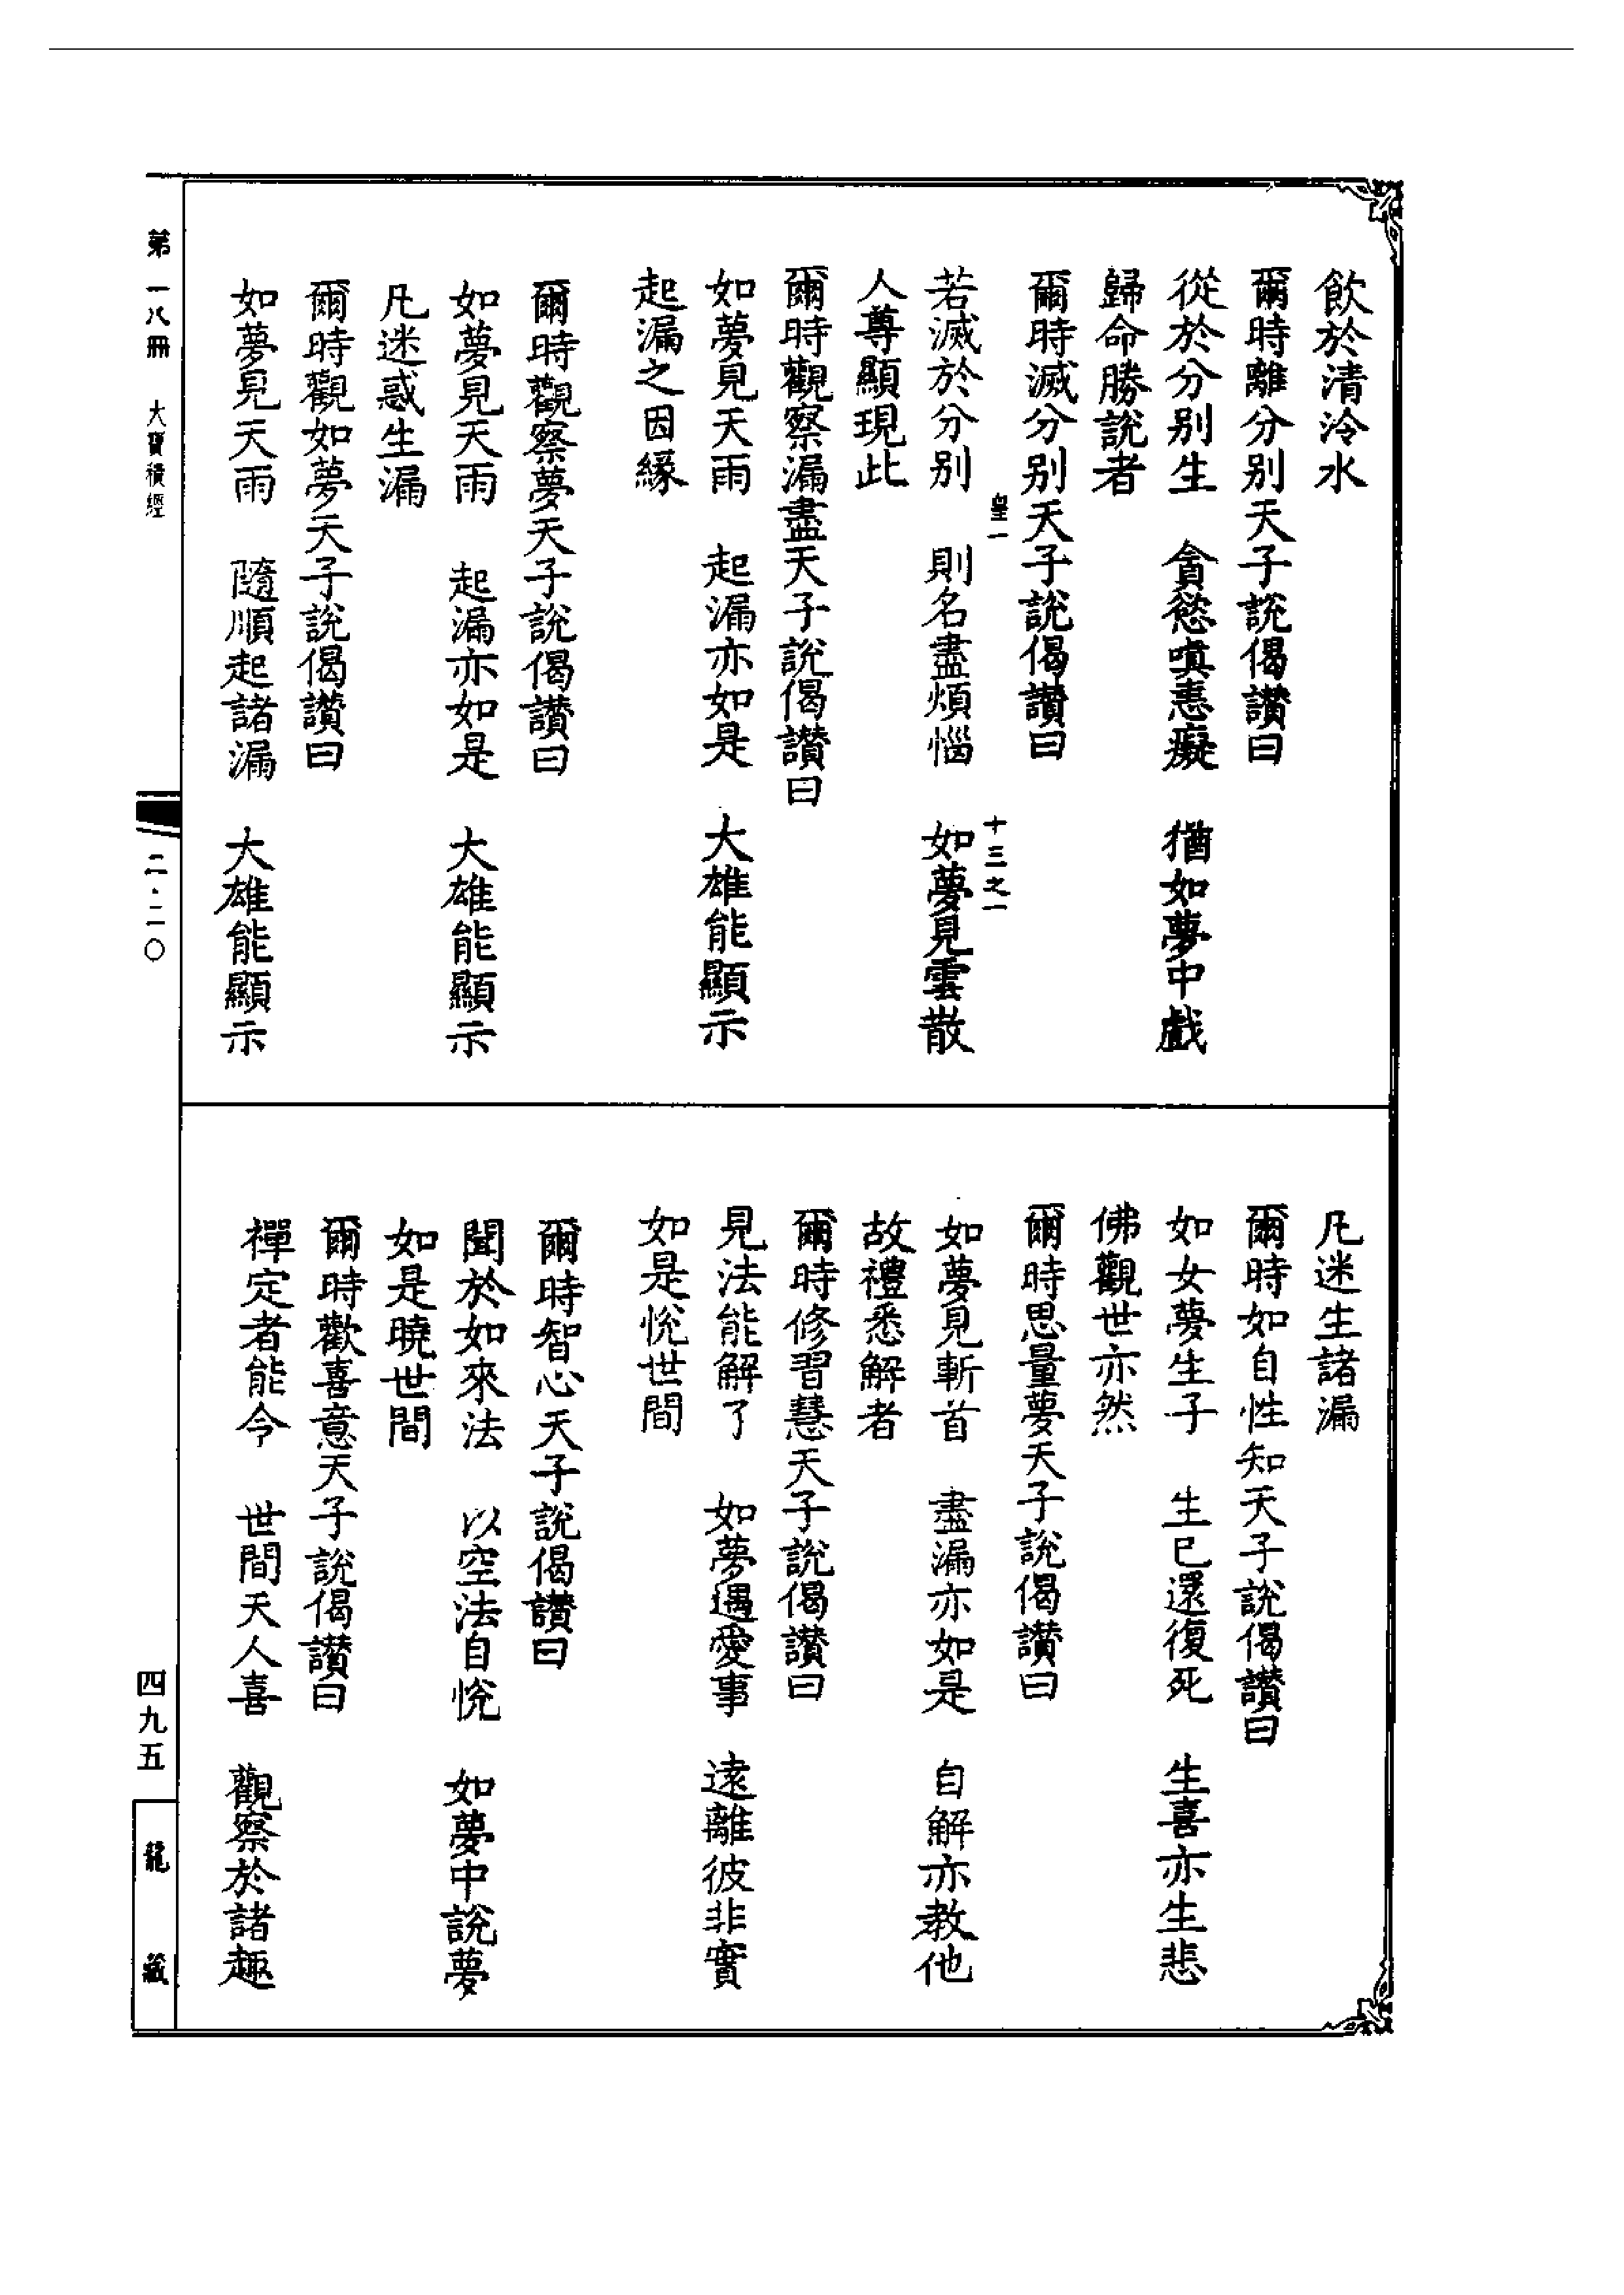 飲於清泠水
爾時離分别天子說偈讚曰
從於分别生　貪慾嗔恚癡　猶如夢中戲
歸命勝說者
爾時滅分别天子說偈讚曰
皇一　十三之一
若滅於分别　則名盡煩惱　如夢見雲散
人尊顯現此
爾時觀察漏盡天子說偈讚曰
如夢見天雨　起漏亦如是　大雄能顯示
起漏之因緣
爾時觀察夢天子說偈讚曰
如夢見天雨　起漏亦如是　大雄能顯示
凡迷惑生漏
爾時觀如夢天子說偈讚曰
如夢見天雨　隨順起諸漏　大雄能顯示
凡迷生諸漏
爾時如自性知天子說偈讚曰
如女夢生子　生已還復死　生喜亦生悲
佛觀世亦然
爾時思量夢天子說偈讚曰
如夢見斬首　盡漏亦如是　自解亦教他
故禮悉解者
爾時修習慧天子說偈讚曰
見法能解了　如夢遇愛事　遠離彼非實
如是悅世間
爾時智心天子說偈讚曰
聞於如來法　以空法自悅　如夢中說夢
如是曉世間
爾時歡喜意天子說偈讚曰
禪定者能令　世間天人喜　觀察於諸趣
第一八冊　大寶積經　二·二〇　四九五　龍藏